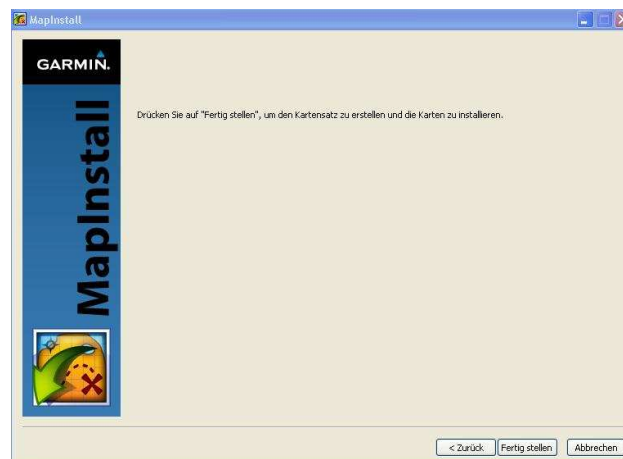 MapInstall
GARMIN.
MapInstall
Drücken Sie auf "Fertig stellen", um den Kartensatz zu erstellen und die Karten zu installieren.
< Zurück
Fertig stellen
Abbrechen